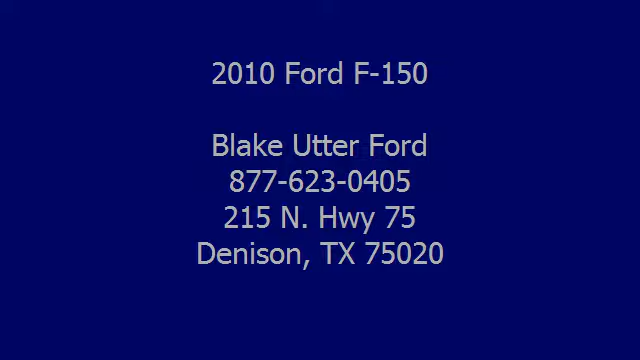 2010 Ford F-150
Blake Utter Ford
877-623-0405
215 N. Hwy 75
Denison, TX 75020